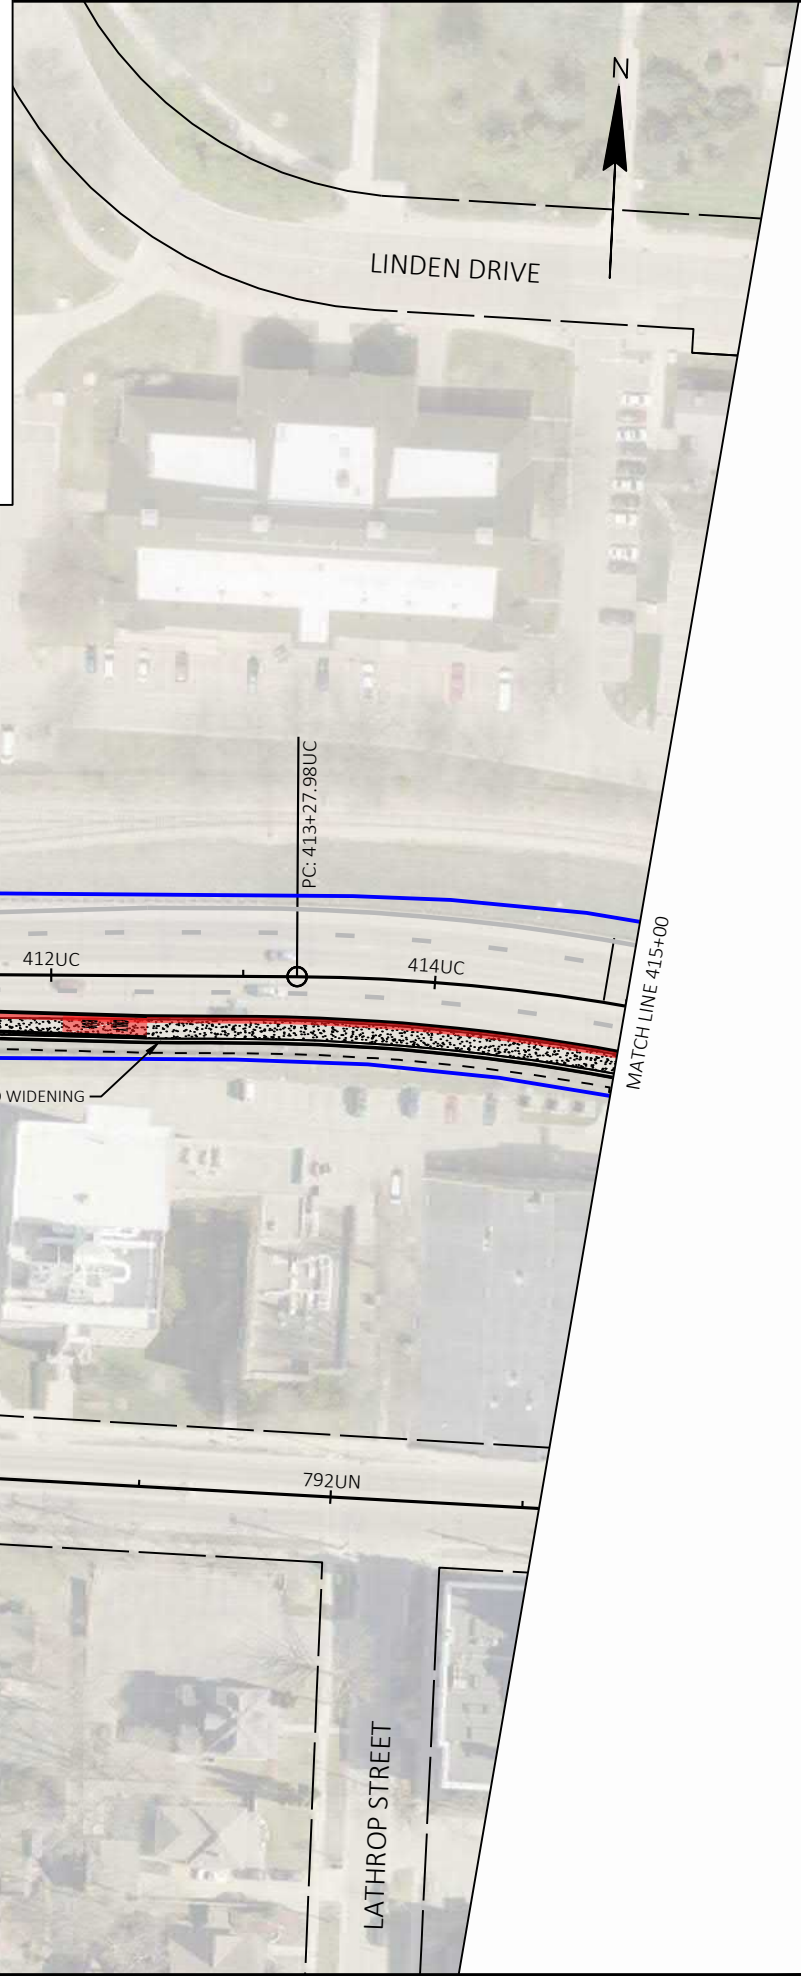 N
LINDEN DRIVE
PC: 413+27.98UC
412UC
414UC
MATCH LINE 415+00
WIDENING
792UN
LATHROP STREET